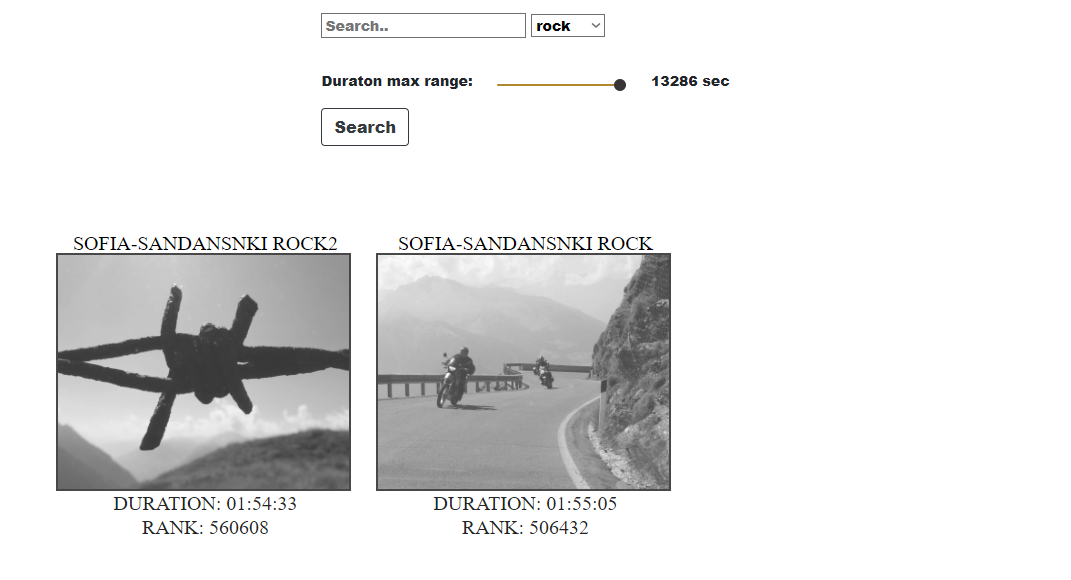 Search.. rock
Duraton max range: 13286 sec
Search
SOFIA-SANDANSNKI ROCK2 SOFIA-SANDANSNKI ROCK
DURATION: 01:54:33 DURATION: 01:55:05
RANK: 560608 RANK: 506432